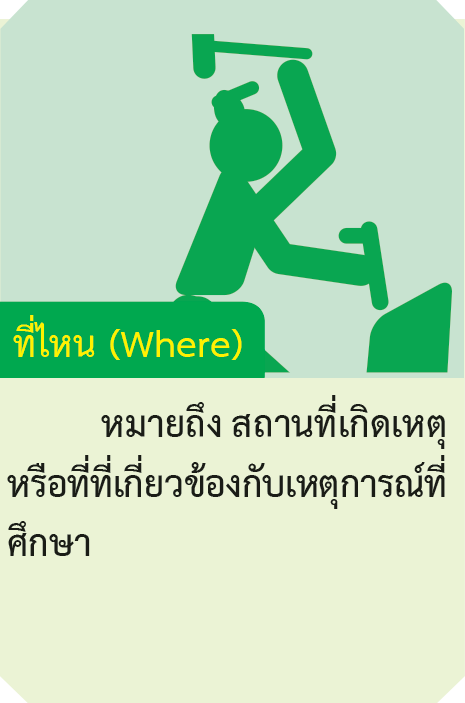 ที่ไหน (Where)
หมายถึง สถานที่เกิดเหตุ
หรือที่ที่เกี่ยวข้องกับเหตุการณ์ที่
ศึกษา